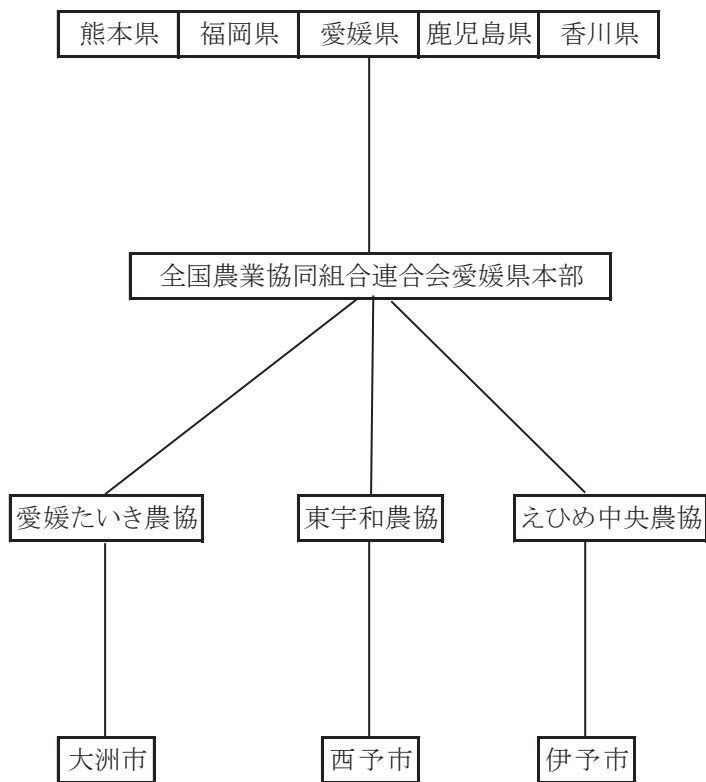 熊本県 福岡県 愛媛県 鹿児島県 香川県
全国農業協同組合連合会愛媛県本部
愛媛たいき農協 東宇和農協 えひめ中央農協
大洲市 西予市 伊予市